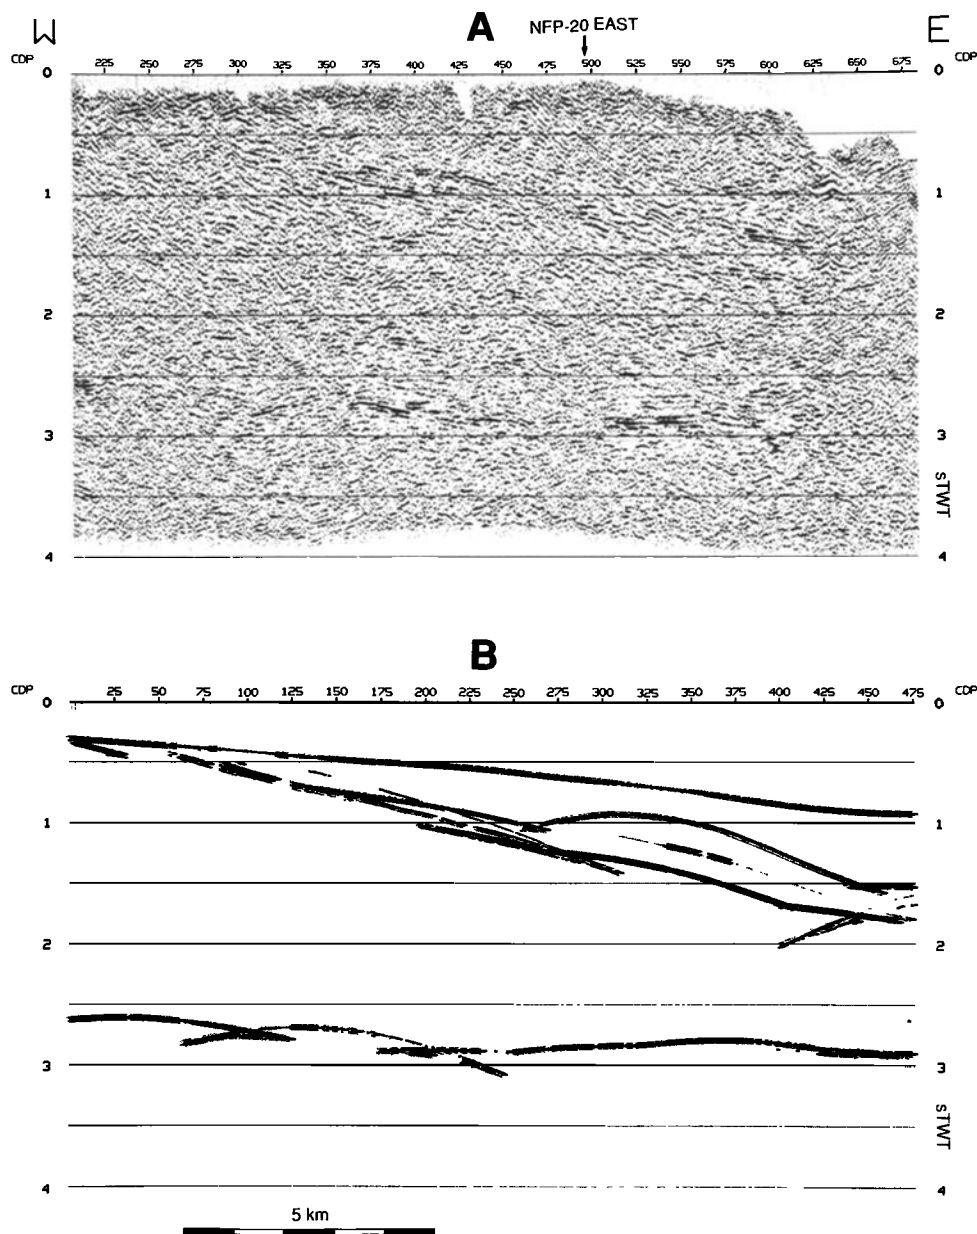 W A NFP-20 EAST E
CDP 225 250 275 300 325 350 375 400 425 450 475 500 525 550 575 600 625 650 675 CDP
0 0
1 1
2 2
3 3
sTWT
4 4
B
CDP 25 50 75 100 125 150 175 200 225 250 275 300 325 350 375 400 425 450 475 CDP
0 0
1 1
2 2
3 3
sTWT
4 4
5 km